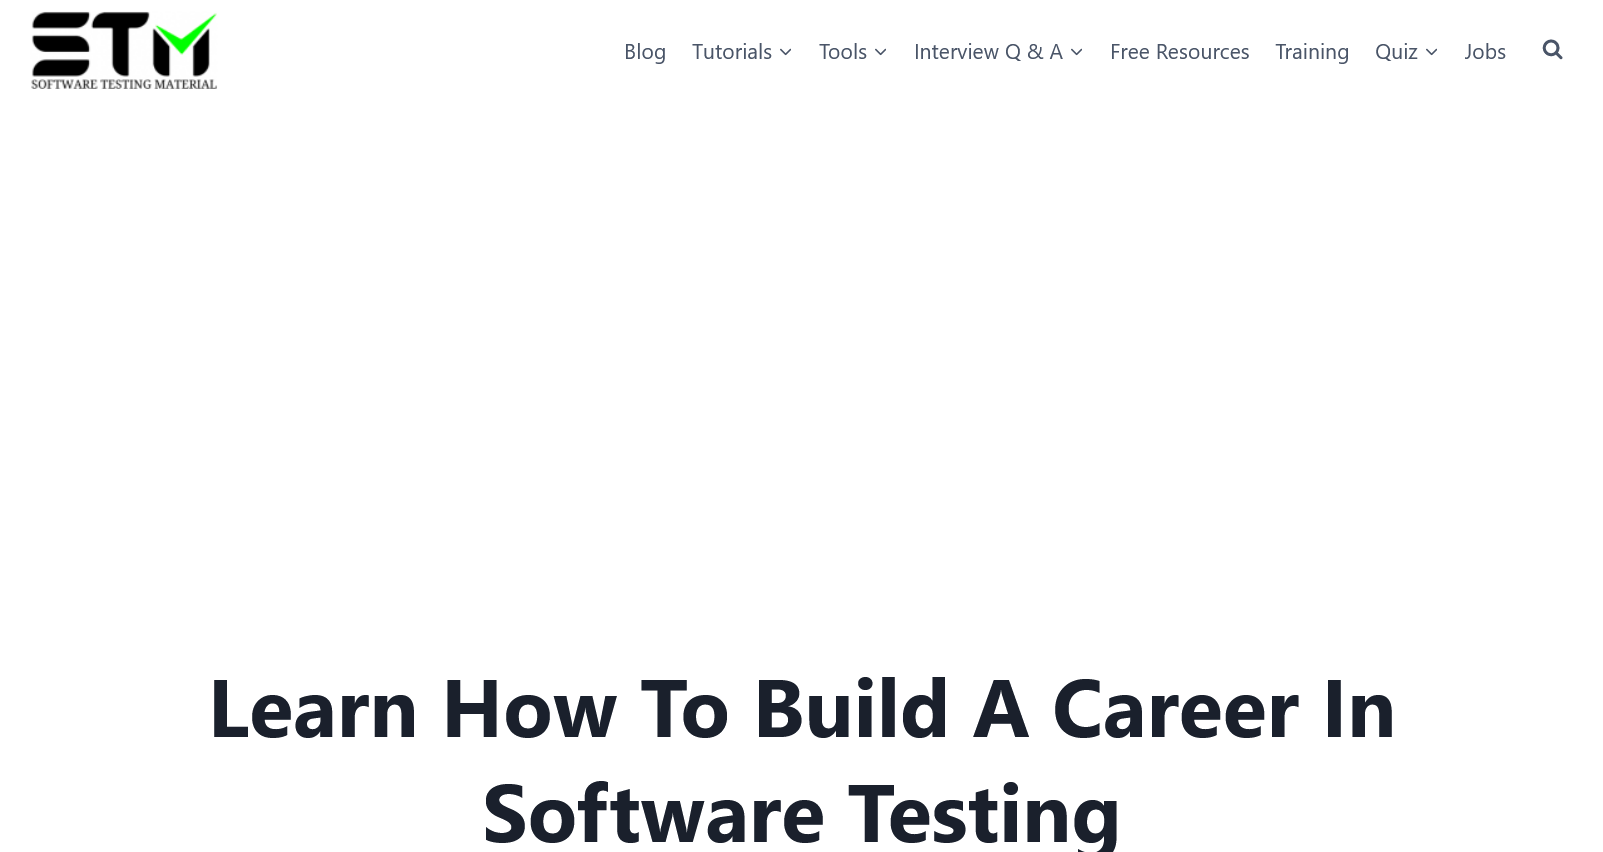 STM
SOFTWARE TESTING MATERIAL
Blog Tutorials Tools Interview Q & A Free Resources Training Quiz Jobs
Learn How To Build A Career In
Software Testing